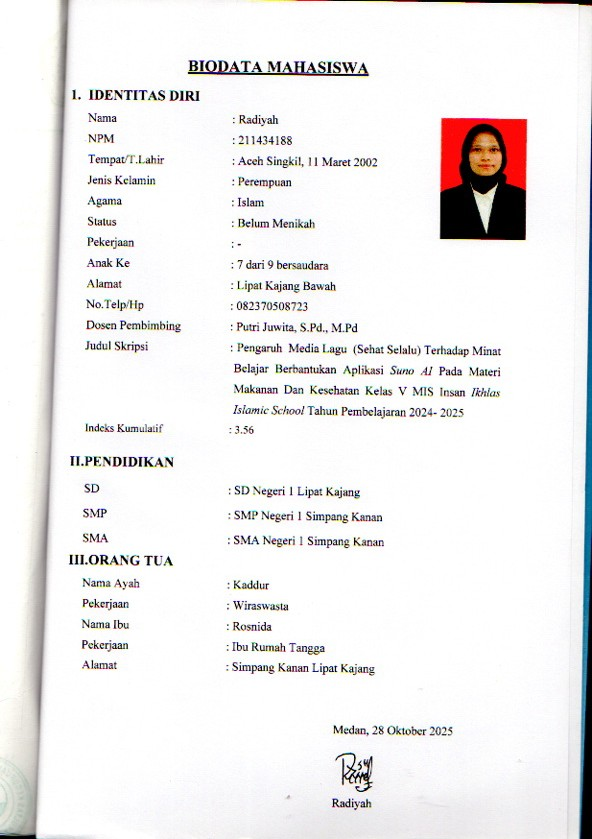 BIODATA MAHASISWA
1. IDENTITAS DIRI
Nama : Radiyah
NPM : 211434188
Tempat/T.Lahir : Aceh Singkil, 11 Maret 2002
Jenis Kelamin : Perempuan
Agama : Islam
Status : Belum Menikah
Pekerjaan : -
Anak Ke : 7 dari 9 bersaudara
Alamat : Lipat Kajang Bawah
No.Telp/Hp : 082370508723
Dosen Pembimbing : Putri Juwita, S.Pd., M.Pd
Judul Skripsi : Pengaruh Media Lagu (Sehat Selalu) Terhadap Minat
Belajar Berbantukan Aplikasi Suno AI Pada Materi
Makanan Dan Kesehatan Kelas V MIS Insan Ikhlas
Islamic School Tahun Pembelajaran 2024- 2025
Indeks Kumulatif : 3.56
II.PENDIDIKAN
SD : SD Negeri 1 Lipat Kajang
SMP : SMP Negeri 1 Simpang Kanan
SMA : SMA Negeri 1 Simpang Kanan
III.ORANG TUA
Nama Ayah : Kaddur
Pekerjaan : Wiraswasta
Nama Ibu : Rosnida
Pekerjaan : Ibu Rumah Tangga
Alamat : Simpang Kanan Lipat Kajang
Medan, 28 Oktober 2025
Radiyah